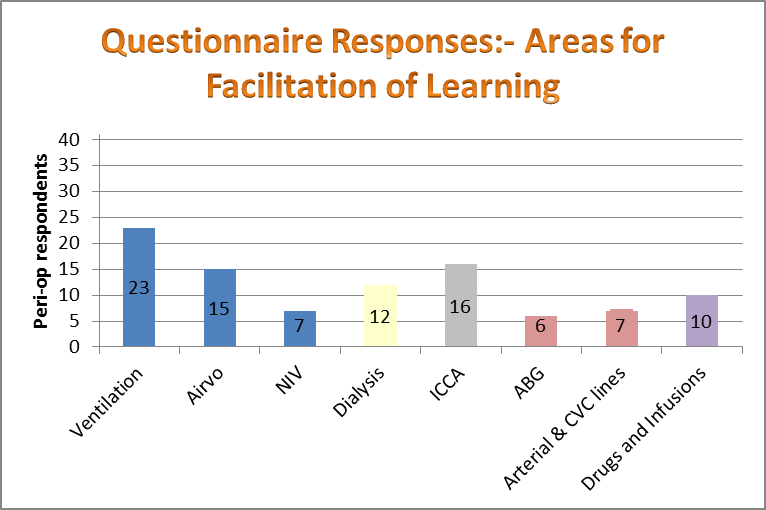 Questionnaire Responses:- Areas for
Facilitation of Learning
Peri-op respondents
40
35
30
25
20
15
10
5
0
23
15
7
12
16
6
7
10
Ventilation
Airvo
NIV
Dialysis
ICCA
ABG
Arterial & CVC lines
Drugs and Infusions